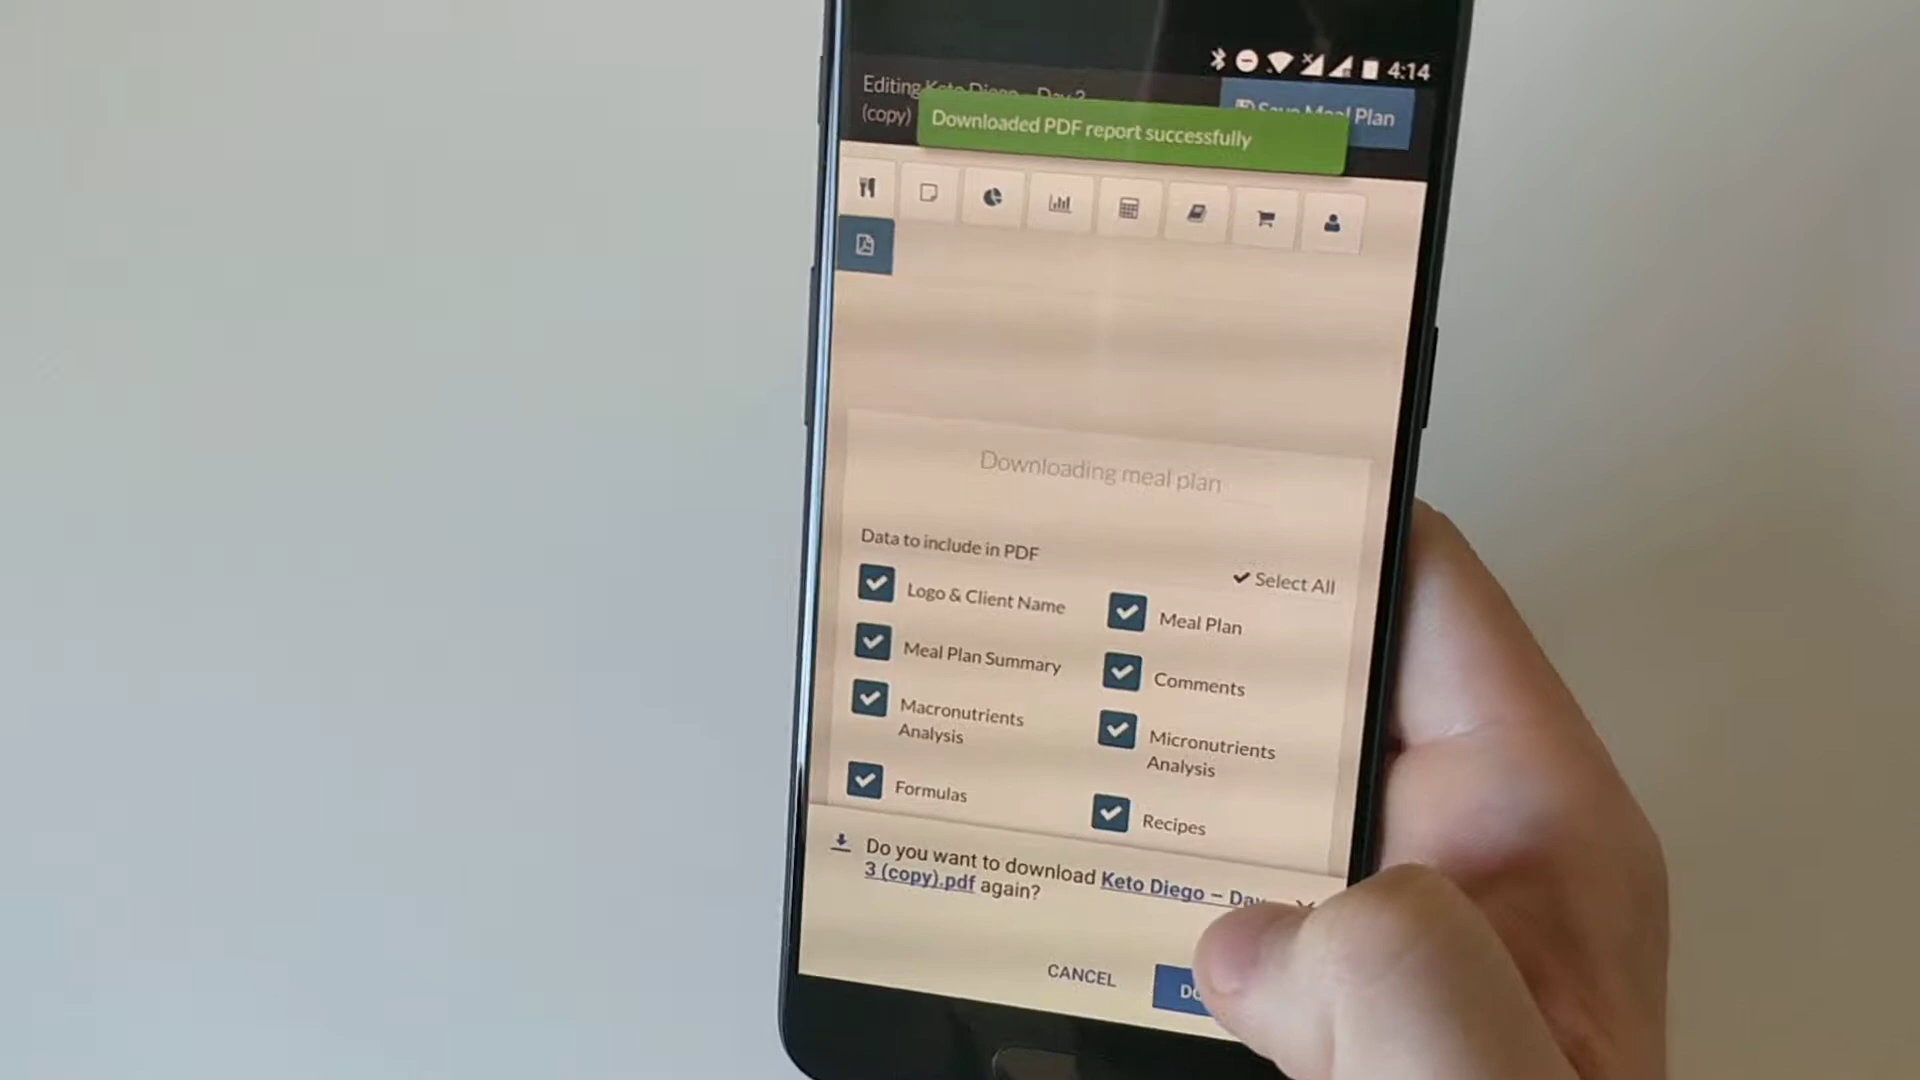 4:14
Editing Keto Diego – Day 3
(copy)
Save Meal Plan
Downloaded PDF report successfully
Downloading meal plan
Data to include in PDF
Select All
Logo & Client Name
Meal Plan
Meal Plan Summary
Comments
Macronutrients
Analysis
Micronutrients
Analysis
Formulas
Recipes
Do you want to download Keto Diego – Day
3 (copy).pdf again?
CANCEL